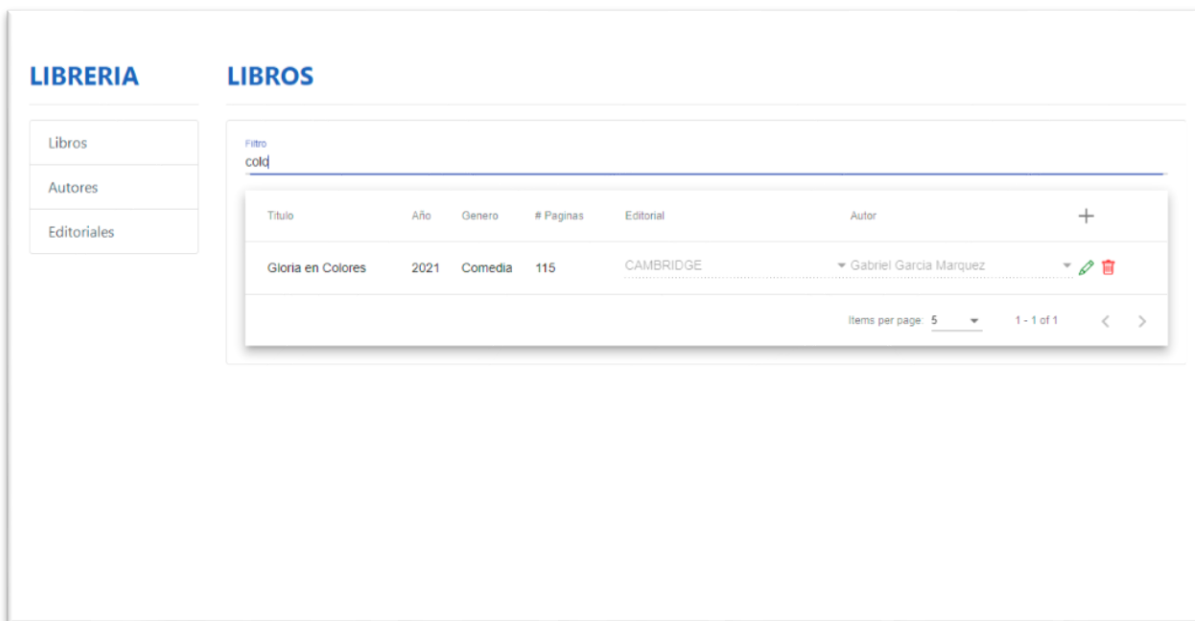 LIBRERIA
LIBROS
Libros
Autores
Editoriales
Filtro
colo
Titulo Año Genero # Paginas Editorial Autor
Gloria en Colores 2021 Comedia 115 CAMBRIDGE Gabriel Garcia Marquez
Items per page: 5 1 - 1 of 1